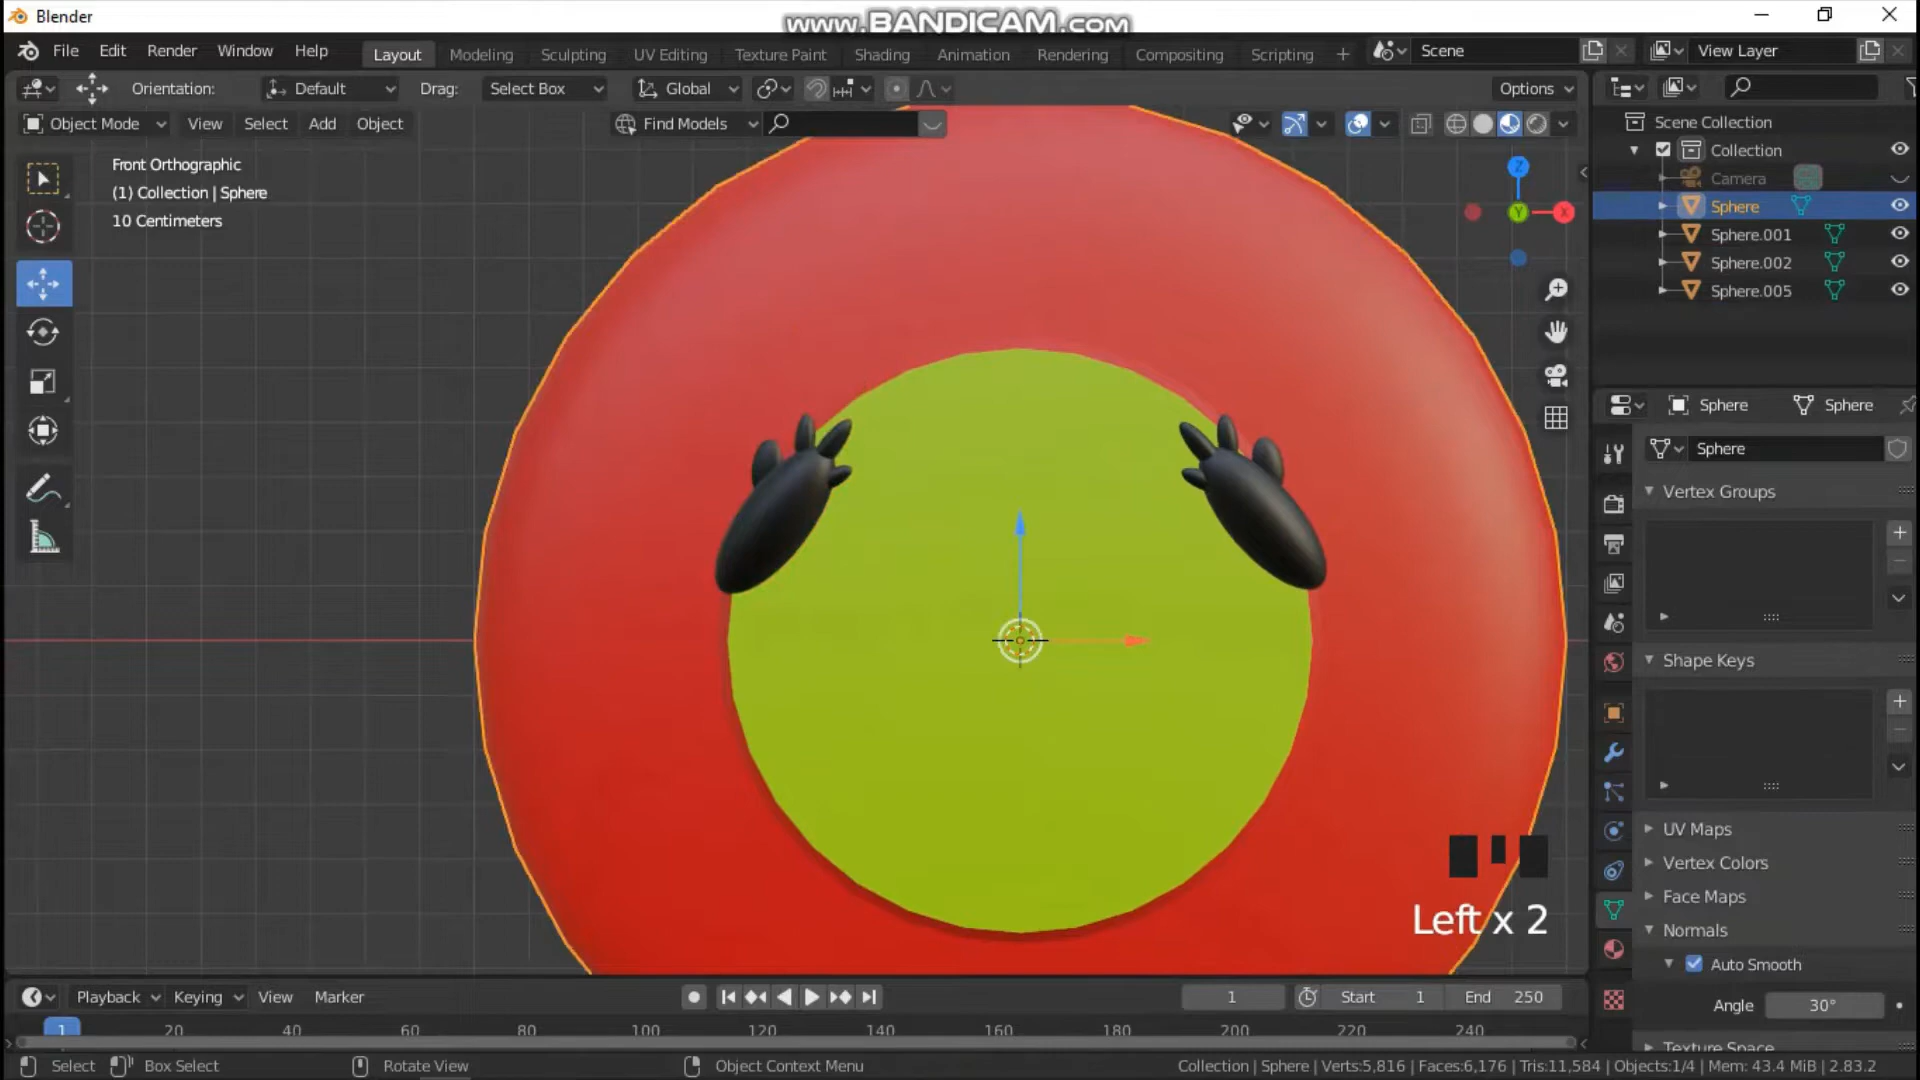 Blender
www.BANDICAM.com
File Edit Render Window Help
Layout Modeling Sculpting UV Editing Texture Paint Shading Animation Rendering Compositing Scripting +
Scene
View Layer
Orientation: Default Drag: Select Box Global Options
Object Mode View Select Add Object Find Models
Front Orthographic
(1) Collection | Sphere
10 Centimeters
Z
Y
X
Scene Collection
Collection
Camera
Sphere
Sphere.001
Sphere.002
Sphere.005
Sphere Sphere
Sphere
Vertex Groups
Shape Keys
UV Maps
Vertex Colors
Face Maps
Normals
Auto Smooth
Angle 30°
Texture Space
Left x 2
Playback Keying View Marker
1 Start 1 End 250
1 20 40 60 80 100 120 140 160 180 200 220 240
Select Box Select Rotate View Object Context Menu
Collection | Sphere | Verts:5,816 | Faces:6,176 | Tris:11,584 | Objects:1/4 | Mem: 43.4 MiB | 2.83.2